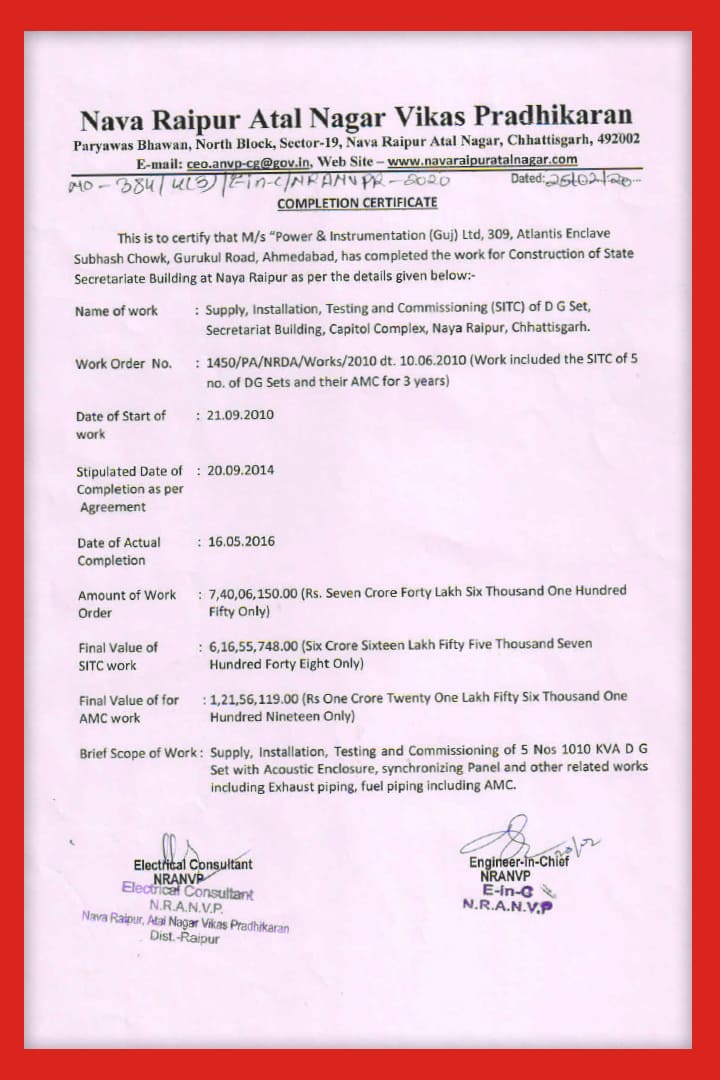 Nava Raipur Atal Nagar Vikas Pradhikaran
Paryawas Bhawan, North Block, Sector-19, Nava Raipur Atal Nagar, Chhattisgarh, 492002
E-mail: ceo.anvp-cg@gov.in, Web Site – www.navaraipuratalnagar.com
NO - 384/ /E-in-C/NRANVPR-2020 Dated: 25/02/20
COMPLETION CERTIFICATE
This is to certify that M/s "Power & Instrumentation (Guj) Ltd, 309, Atlantis Enclave
Subhash Chowk, Gurukul Road, Ahmedabad, has completed the work for Construction of State
Secretariate Building at Naya Raipur as per the details given below:-
Name of work : Supply, Installation, Testing and Commissioning (SITC) of D G Set,
Secretariat Building, Capitol Complex, Naya Raipur, Chhattisgarh.
Work Order No. : 1450/PA/NRDA/Works/2010 dt. 10.06.2010 (Work included the SITC of 5
no. of DG Sets and their AMC for 3 years)
Date of Start of : 21.09.2010
work
Stipulated Date of : 20.09.2014
Completion as per
Agreement
Date of Actual : 16.05.2016
Completion
Amount of Work : 7,40,06,150.00 (Rs. Seven Crore Forty Lakh Six Thousand One Hundred
Order Fifty Only)
Final Value of : 6,16,55,748.00 (Six Crore Sixteen Lakh Fifty Five Thousand Seven
SITC work Hundred Forty Eight Only)
Final Value of for : 1,21,56,119.00 (Rs One Crore Twenty One Lakh Fifty Six Thousand One
AMC work Hundred Nineteen Only)
Brief Scope of Work : Supply, Installation, Testing and Commissioning of 5 Nos 1010 KVA D G
Set with Acoustic Enclosure, synchronizing Panel and other related works
including Exhaust piping, fuel piping including AMC.
Electrical Consultant
NRANVP
Electrical Consultant
N.R.A.N.V.P.
Nava Raipur, Atal Nagar Vikas Pradhikaran
Dist.-Raipur
Engineer-in-Chief
NRANVP
E-in-C
N.R.A.N.V.P